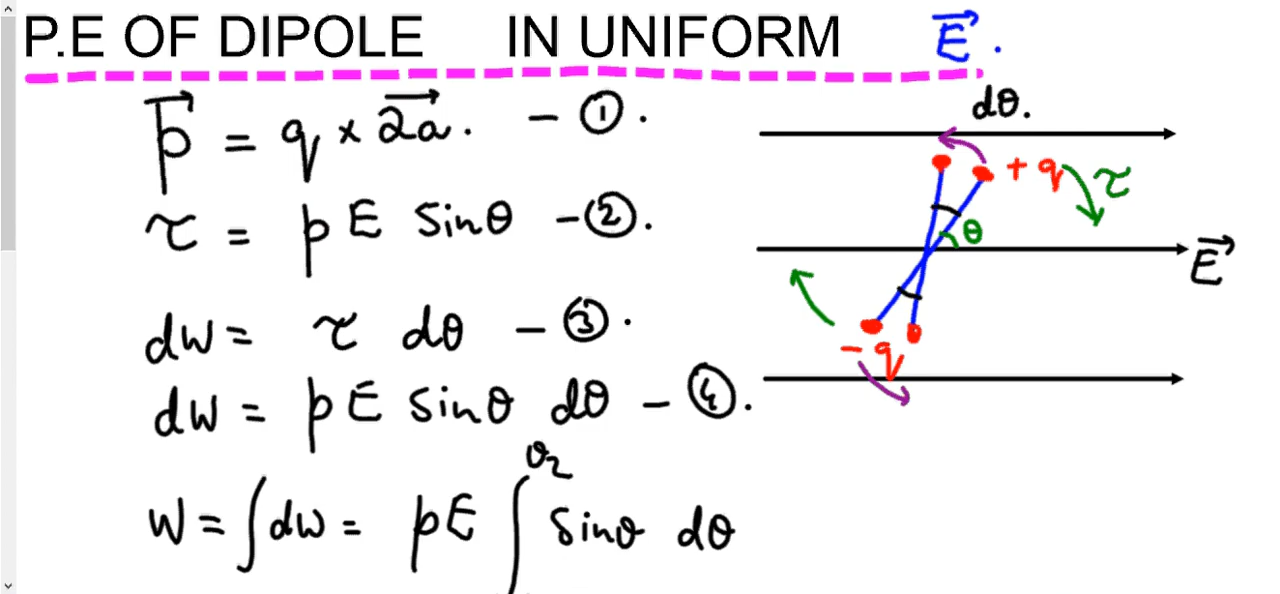 P.E OF DIPOLE IN UNIFORM E⃗ .
p⃗ = q × 2a⃗ . - ①.
τ = pE sinθ - ②.
dw = τ dθ - ③.
dw = pE sinθ dθ - ④.
W = ∫dw = pE ∫ θ₂ sinθ dθ
dθ.
+q τ
θ
E⃗
-q